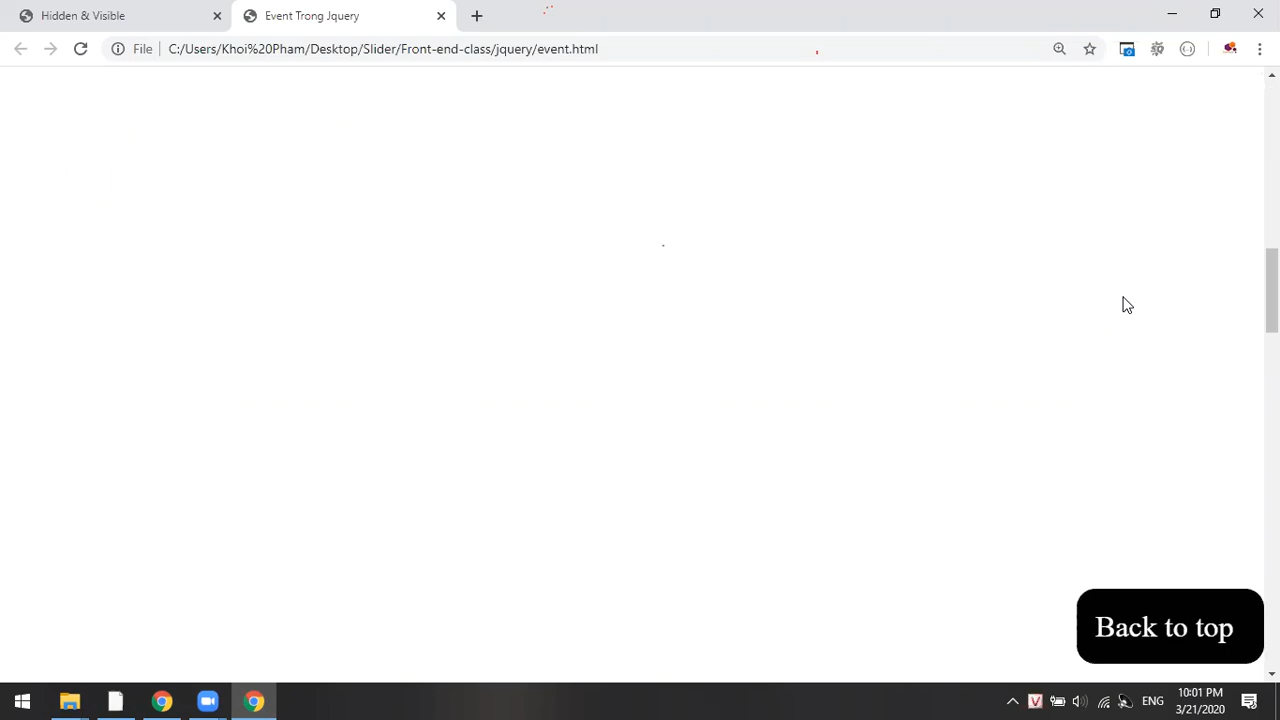 Hidden & Visible
Event Trong Jquery
File
C:/Users/Khoi%20Pham/Desktop/Slider/Front-end-class/jquery/event.html
Back to top
V
ENG
10:01 PM
3/21/2020